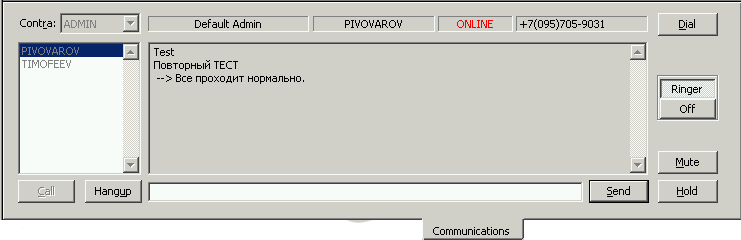 Contra:
ADMIN
Default Admin
PIVOVAROV
ONLINE
+7(095)705-9031
Dial
PIVOVAROV
TIMOFEEV
Test
Повторный ТЕСТ
--> Все проходит нормально.
Ringer
Off
Mute
Call
Hangup
Send
Hold
Communications